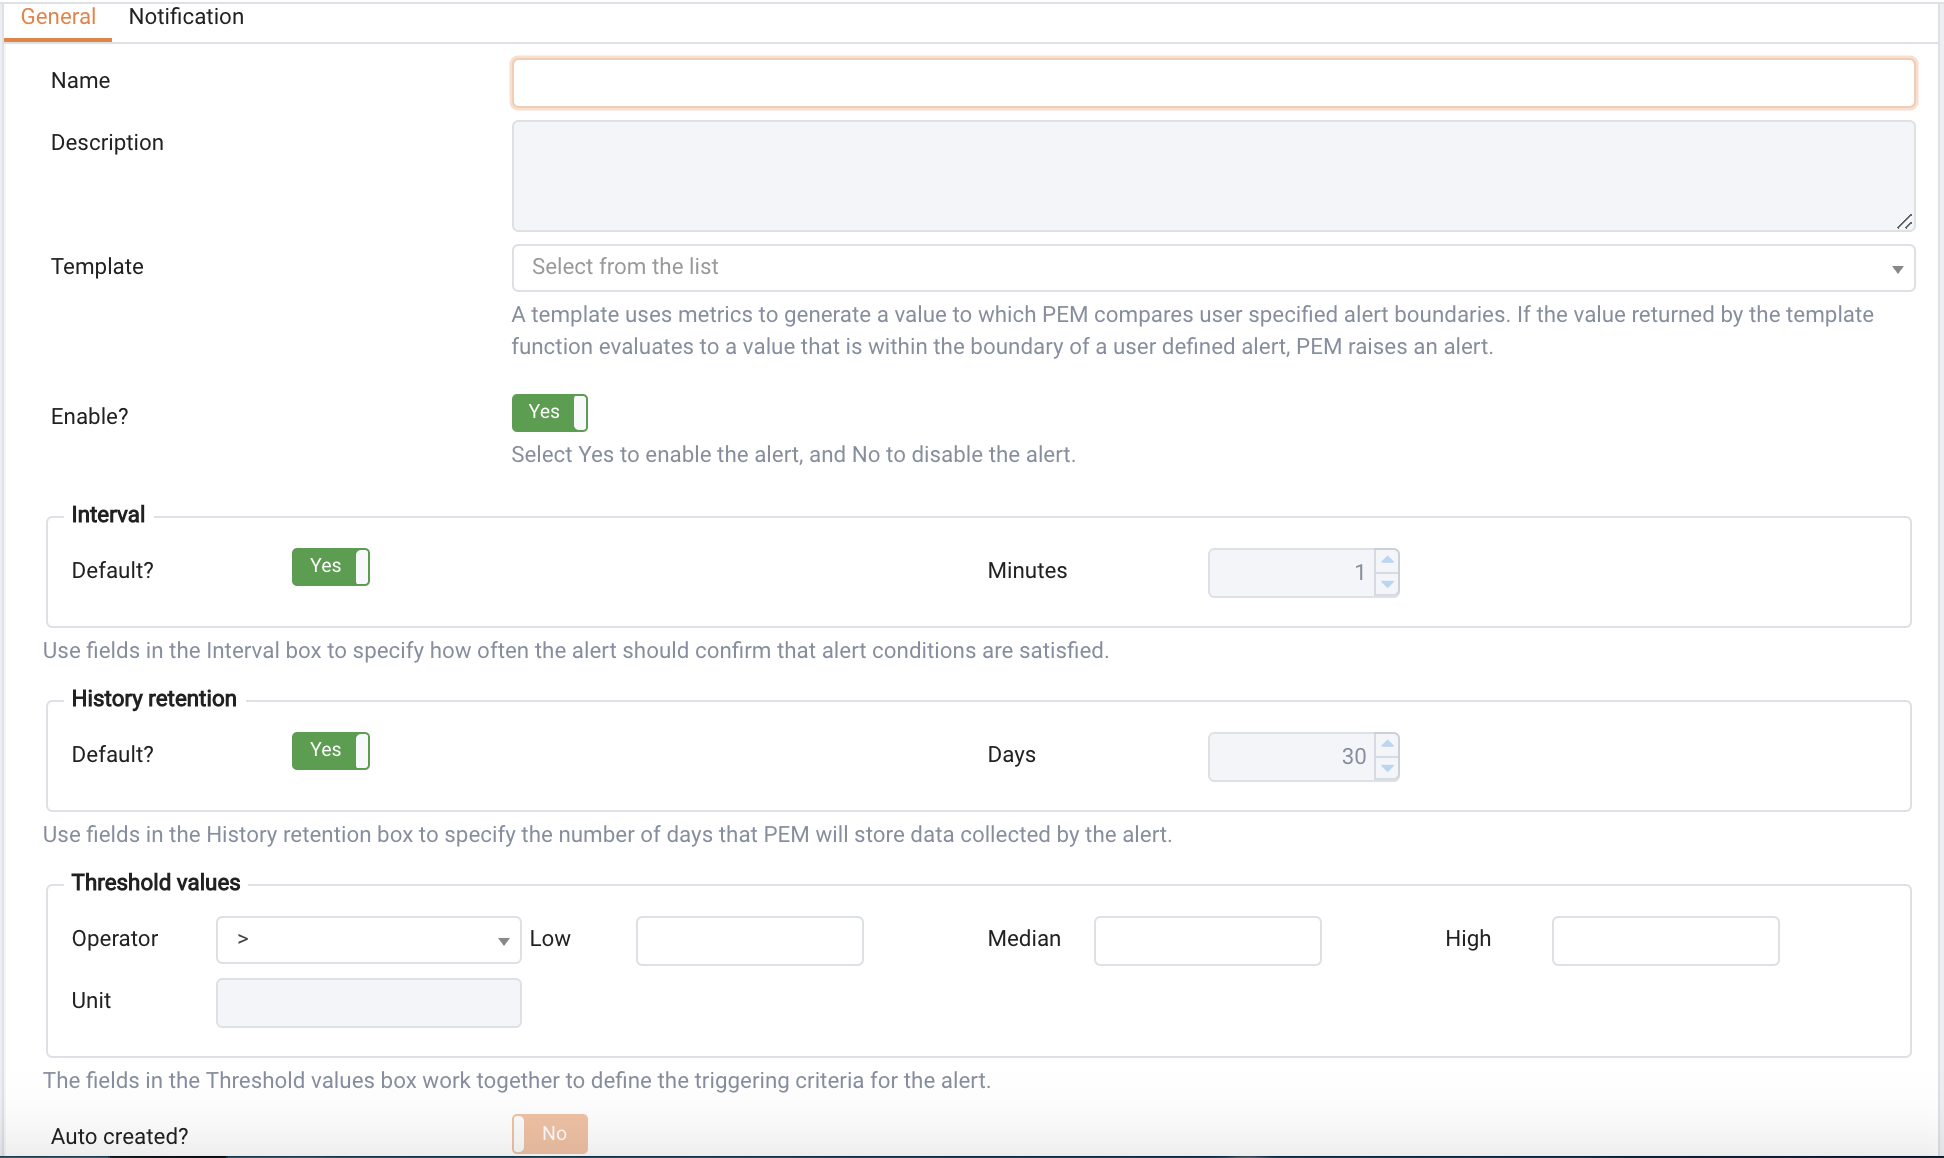 General Notification
Name
Description
Template Select from the list
A template uses metrics to generate a value to which PEM compares user specified alert boundaries. If the value returned by the template
function evaluates to a value that is within the boundary of a user defined alert, PEM raises an alert.
Enable? Yes
Select Yes to enable the alert, and No to disable the alert.
Interval
Default? Yes Minutes 1
Use fields in the Interval box to specify how often the alert should confirm that alert conditions are satisfied.
History retention
Default? Yes Days 30
Use fields in the History retention box to specify the number of days that PEM will store data collected by the alert.
Threshold values
Operator > Low Median High
Unit
The fields in the Threshold values box work together to define the triggering criteria for the alert.
Auto created? No